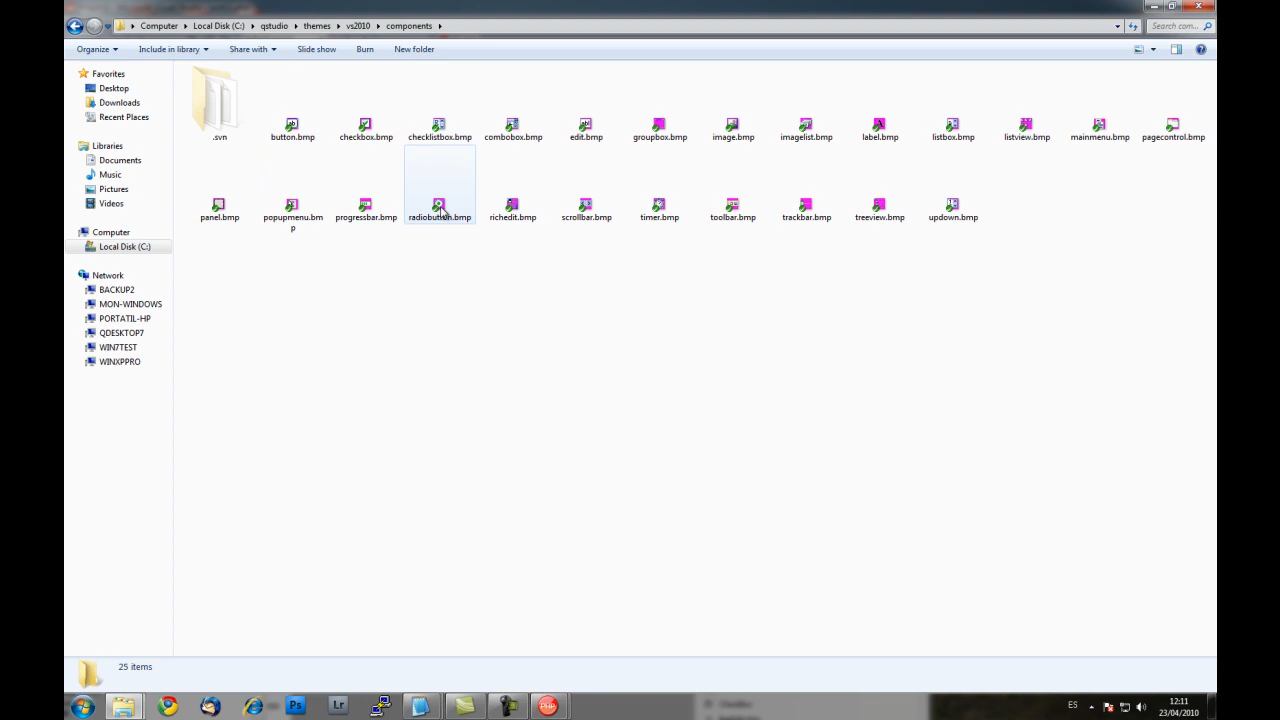 Computer ▸ Local Disk (C:) ▸ qstudio ▸ themes ▸ vs2010 ▸ components ▸
Search com...
Organize Include in library Share with Slide show Burn New folder
Favorites
Desktop
Downloads
Recent Places
Libraries
Documents
Music
Pictures
Videos
Computer
Local Disk (C:)
Network
BACKUP2
MON-WINDOWS
PORTATIL-HP
QDESKTOP7
WIN7TEST
WINXPPRO
.svn button.bmp checkbox.bmp checklistbox.bmp combobox.bmp edit.bmp groupbox.bmp image.bmp imagelist.bmp label.bmp listbox.bmp listview.bmp mainmenu.bmp pagecontrol.bmp
panel.bmp popupmenu.bm progressbar.bmp radiobutton.bmp richedit.bmp scrollbar.bmp timer.bmp toolbar.bmp trackbar.bmp treeview.bmp updown.bmp
p
25 items
Ps Lr PHP
ES 12:11
23/04/2010